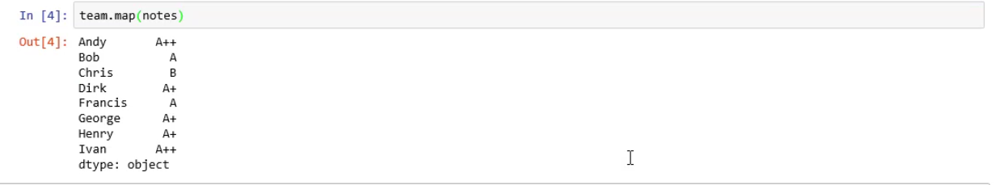 In [4]: team.map(notes)
Out[4]: Andy A++
Bob A
Chris B
Dirk A+
Francis A
George A+
Henry A+
Ivan A++
dtype: object